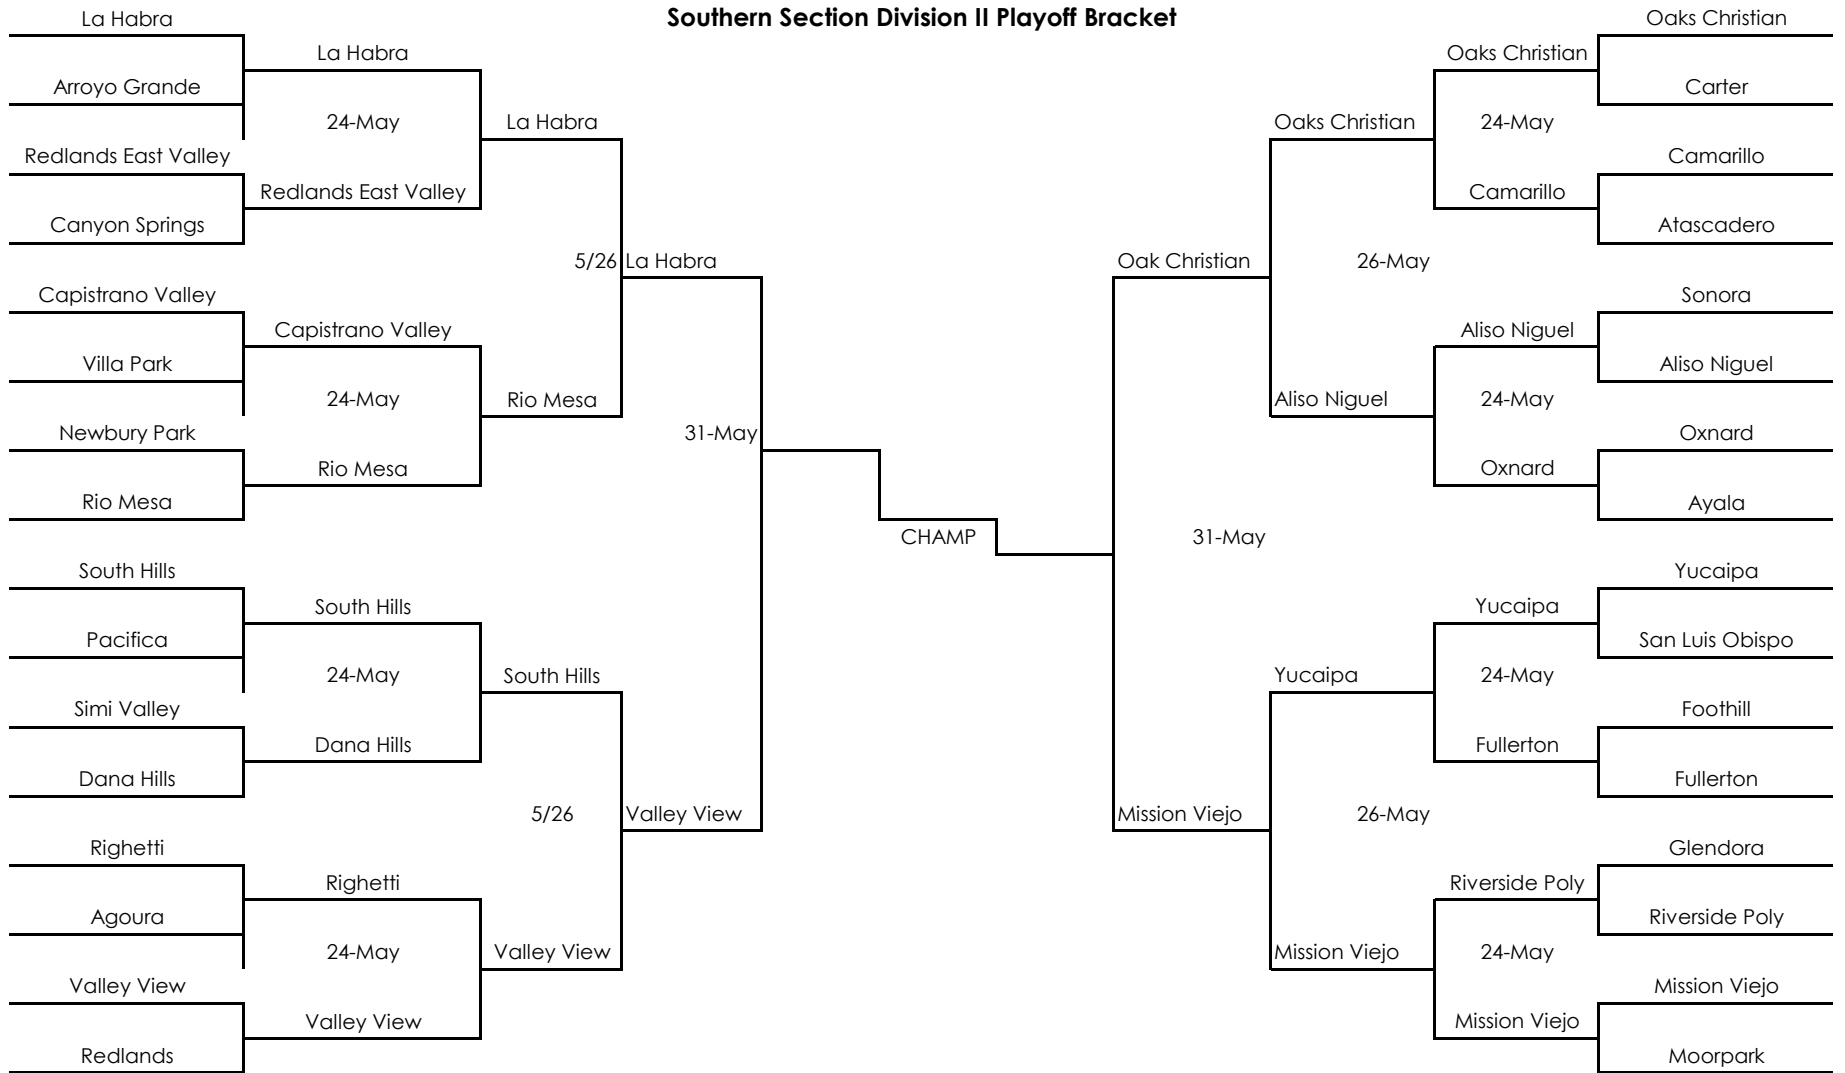 Southern Section Division II Playoff Bracket
La Habra
Arroyo Grande
Redlands East Valley
Canyon Springs
Capistrano Valley
Villa Park
Newbury Park
Rio Mesa
South Hills
Pacifica
Simi Valley
Dana Hills
Righetti
Agoura
Valley View
Redlands
La Habra
24-May
Redlands East Valley
Capistrano Valley
24-May
Rio Mesa
South Hills
24-May
Dana Hills
Righetti
24-May
Valley View
La Habra
5/26
Rio Mesa
South Hills
5/26
Valley View
La Habra
31-May
Valley View
CHAMP
Oak Christian
31-May
Mission Viejo
Oaks Christian
26-May
Aliso Niguel
Yucaipa
26-May
Mission Viejo
Oaks Christian
24-May
Camarillo
Aliso Niguel
24-May
Oxnard
Yucaipa
24-May
Fullerton
Riverside Poly
24-May
Mission Viejo
Oaks Christian
Carter
Camarillo
Atascadero
Sonora
Aliso Niguel
Oxnard
Ayala
Yucaipa
San Luis Obispo
Foothill
Fullerton
Glendora
Riverside Poly
Mission Viejo
Moorpark